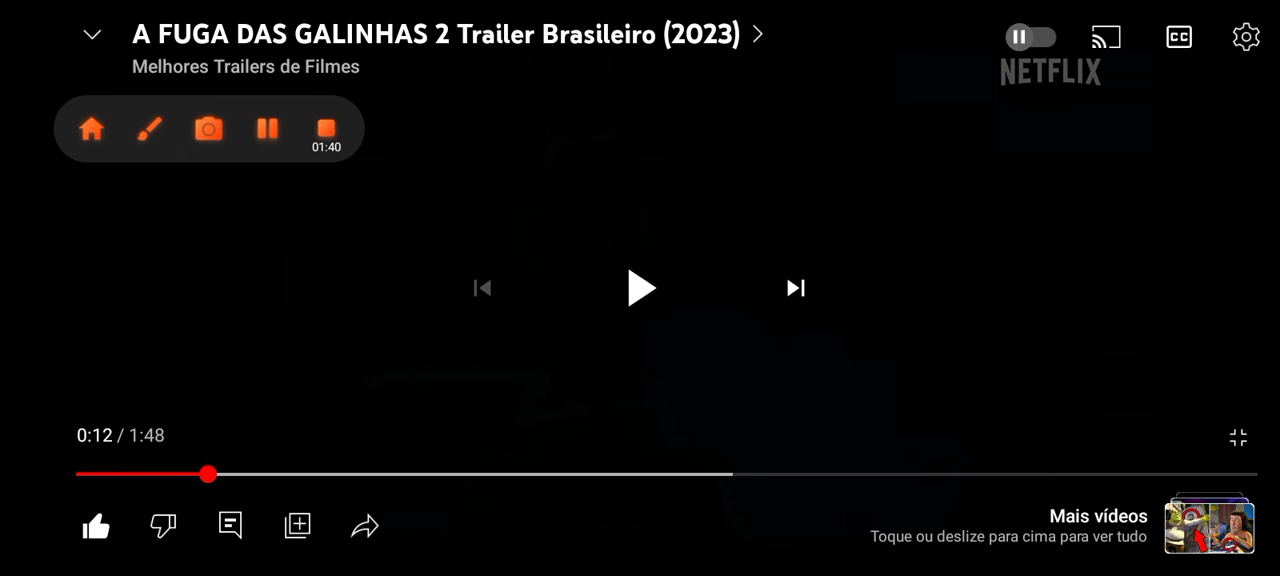 A FUGA DAS GALINHAS 2 Trailer Brasileiro (2023)
Melhores Trailers de Filmes
CC
NETFLIX
01:40
0:12 / 1:48
Mais vídeos
Toque ou deslize para cima para ver tudo